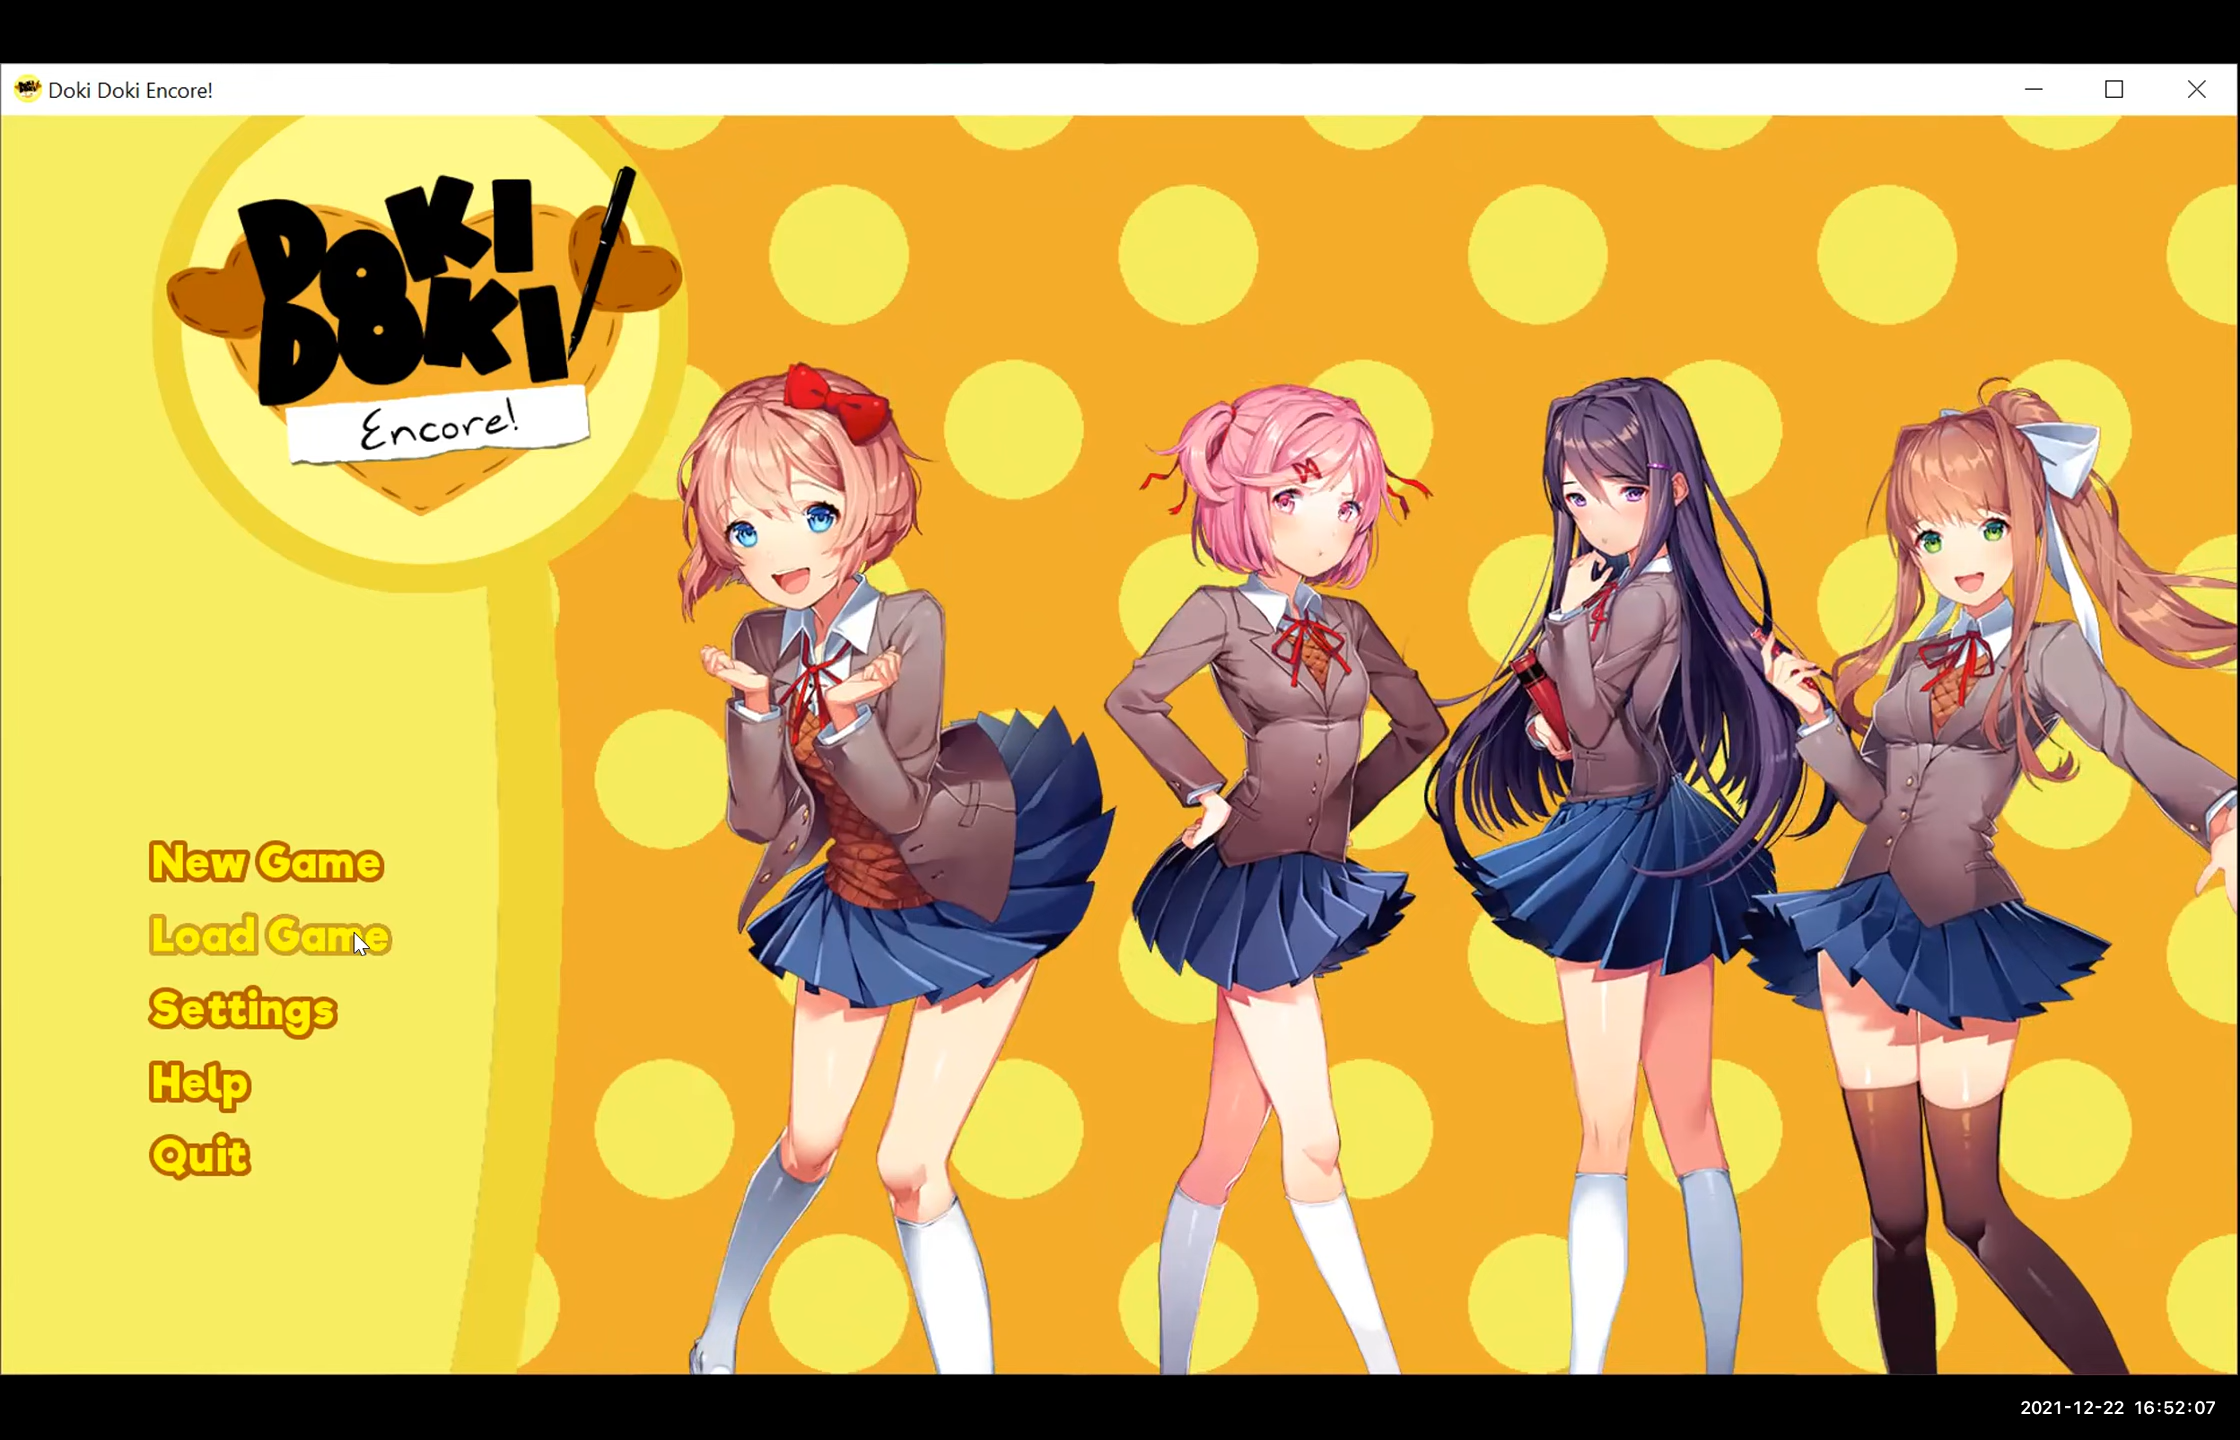 Doki Doki Encore!
DOKI
DOKI
Encore!
New Game
Load Game
Settings
Help
Quit
2021-12-22 16:52:07